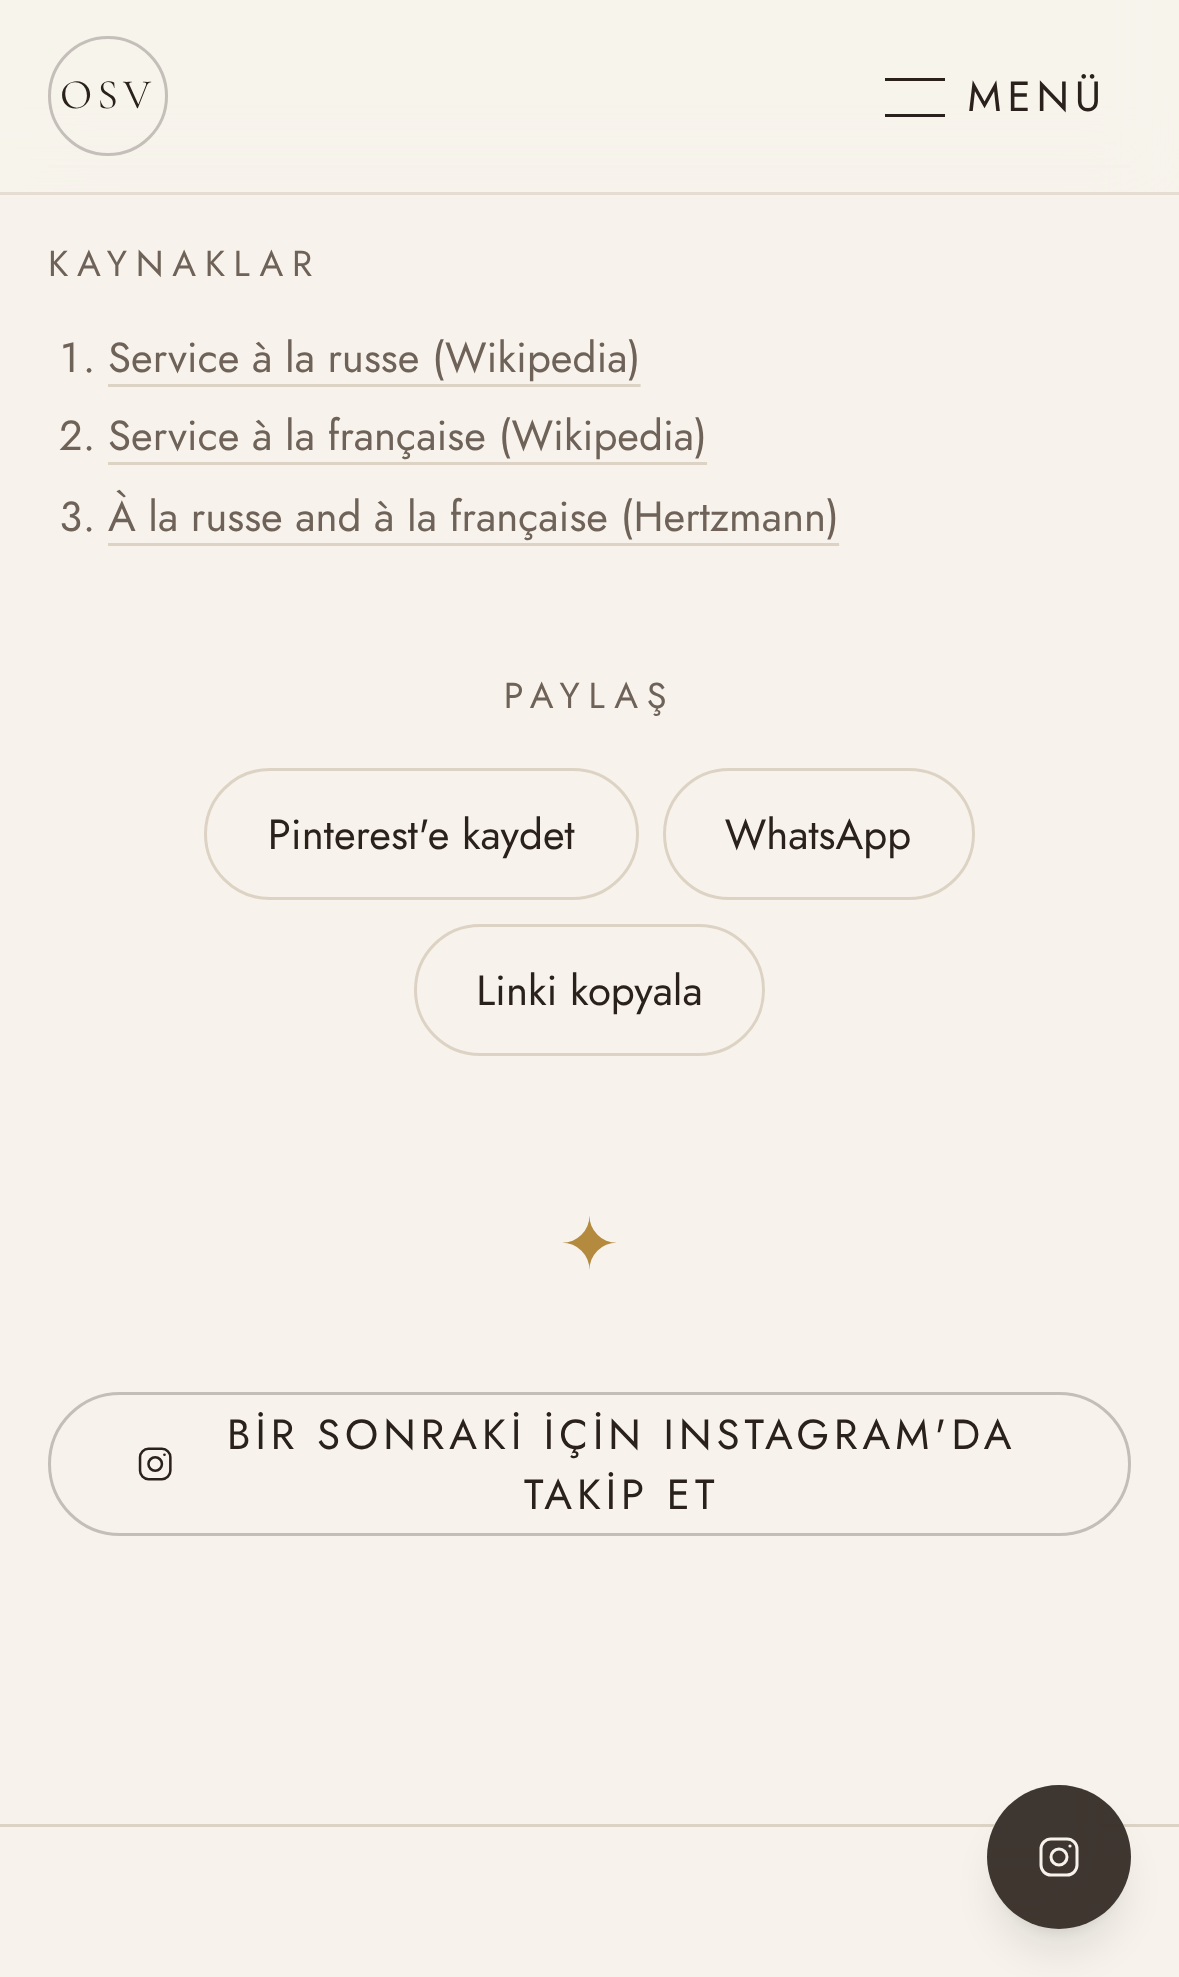 OSV
MENÜ
KAYNAKLAR
1. Service à la russe (Wikipedia)
2. Service à la française (Wikipedia)
3. À la russe and à la française (Hertzmann)
PAYLAŞ
Pinterest'e kaydet
WhatsApp
Linki kopyala
BİR SONRAKİ İÇİN INSTAGRAM'DA
TAKİP ET